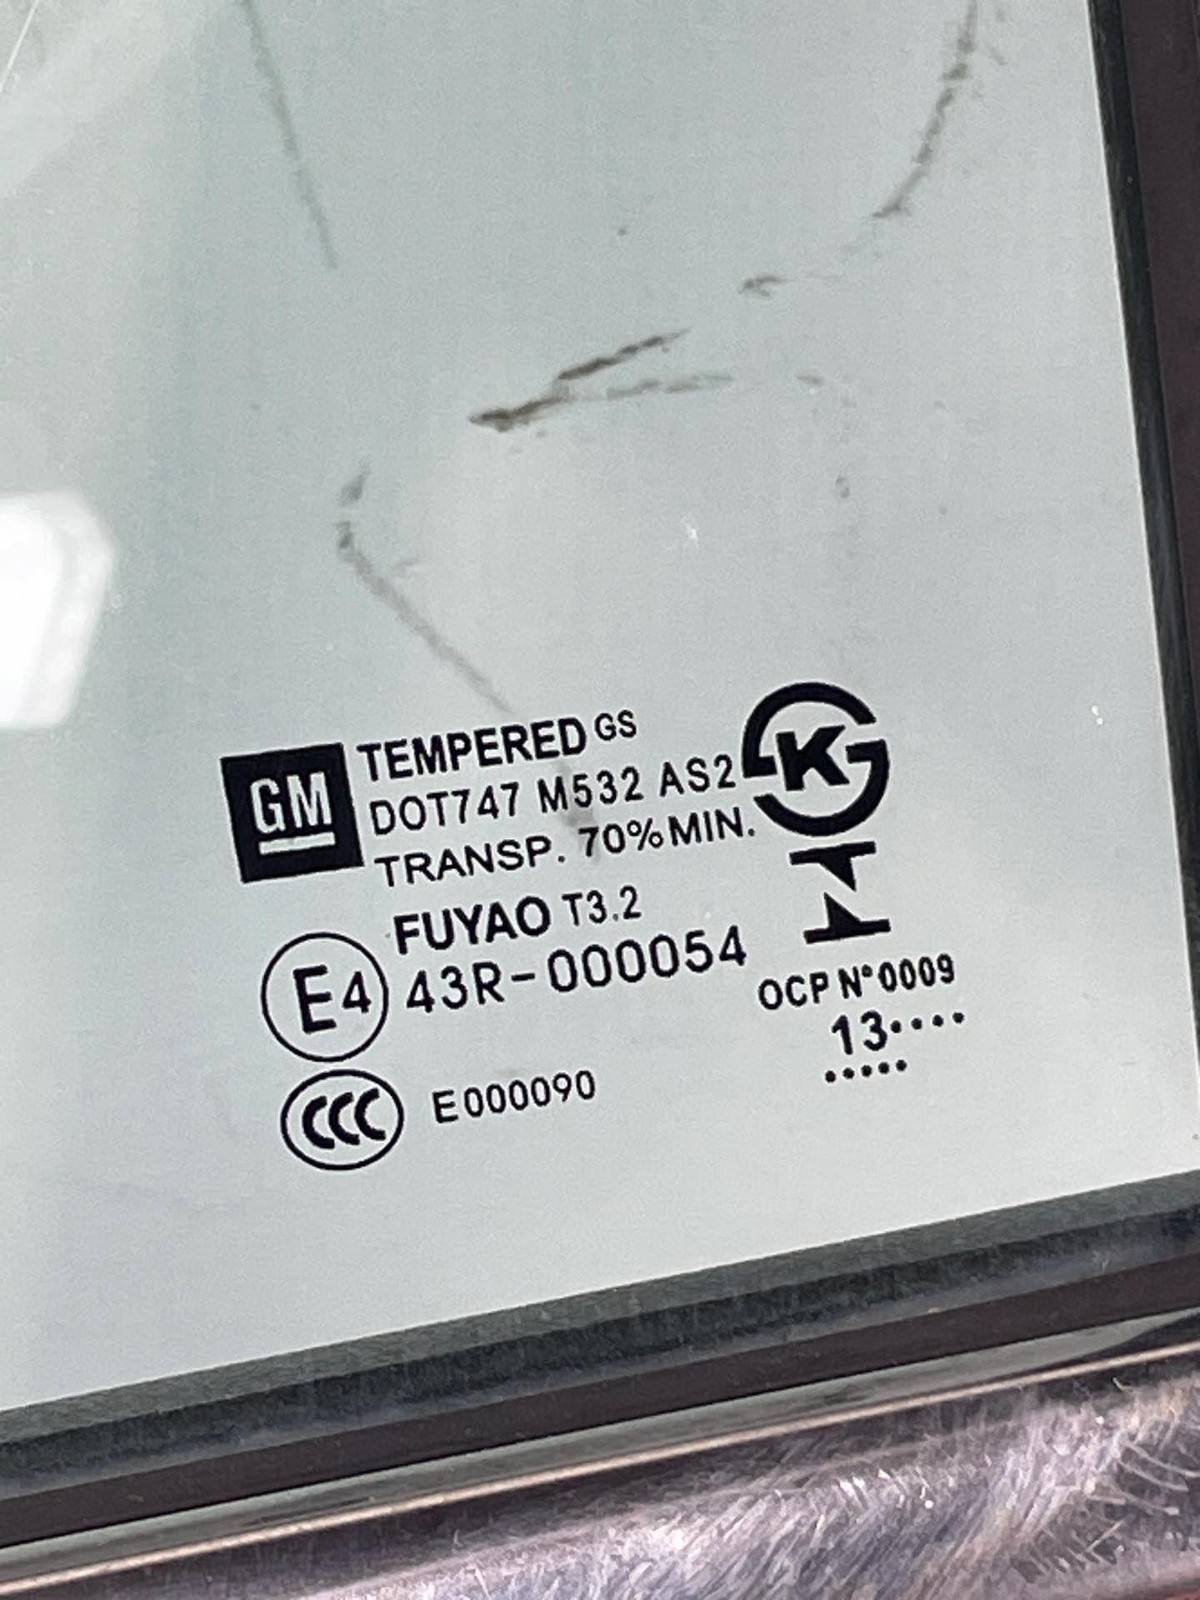 GM
TEMPERED GS
DOT747 M532 AS2
TRANSP. 70%MIN.
K
FUYAO T3.2
E4 43R-000054
OCP N°0009
13••••
•••••
CCC E000090